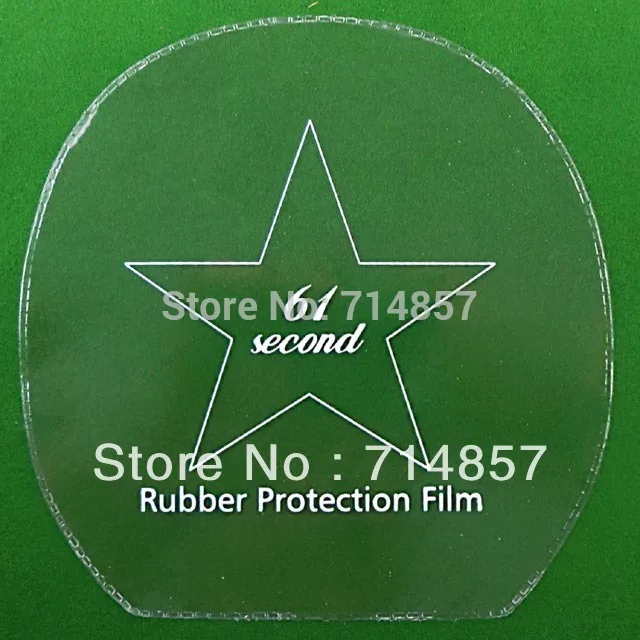 61
Store No: 714857
second
Store No : 714857
Rubber Protection Film